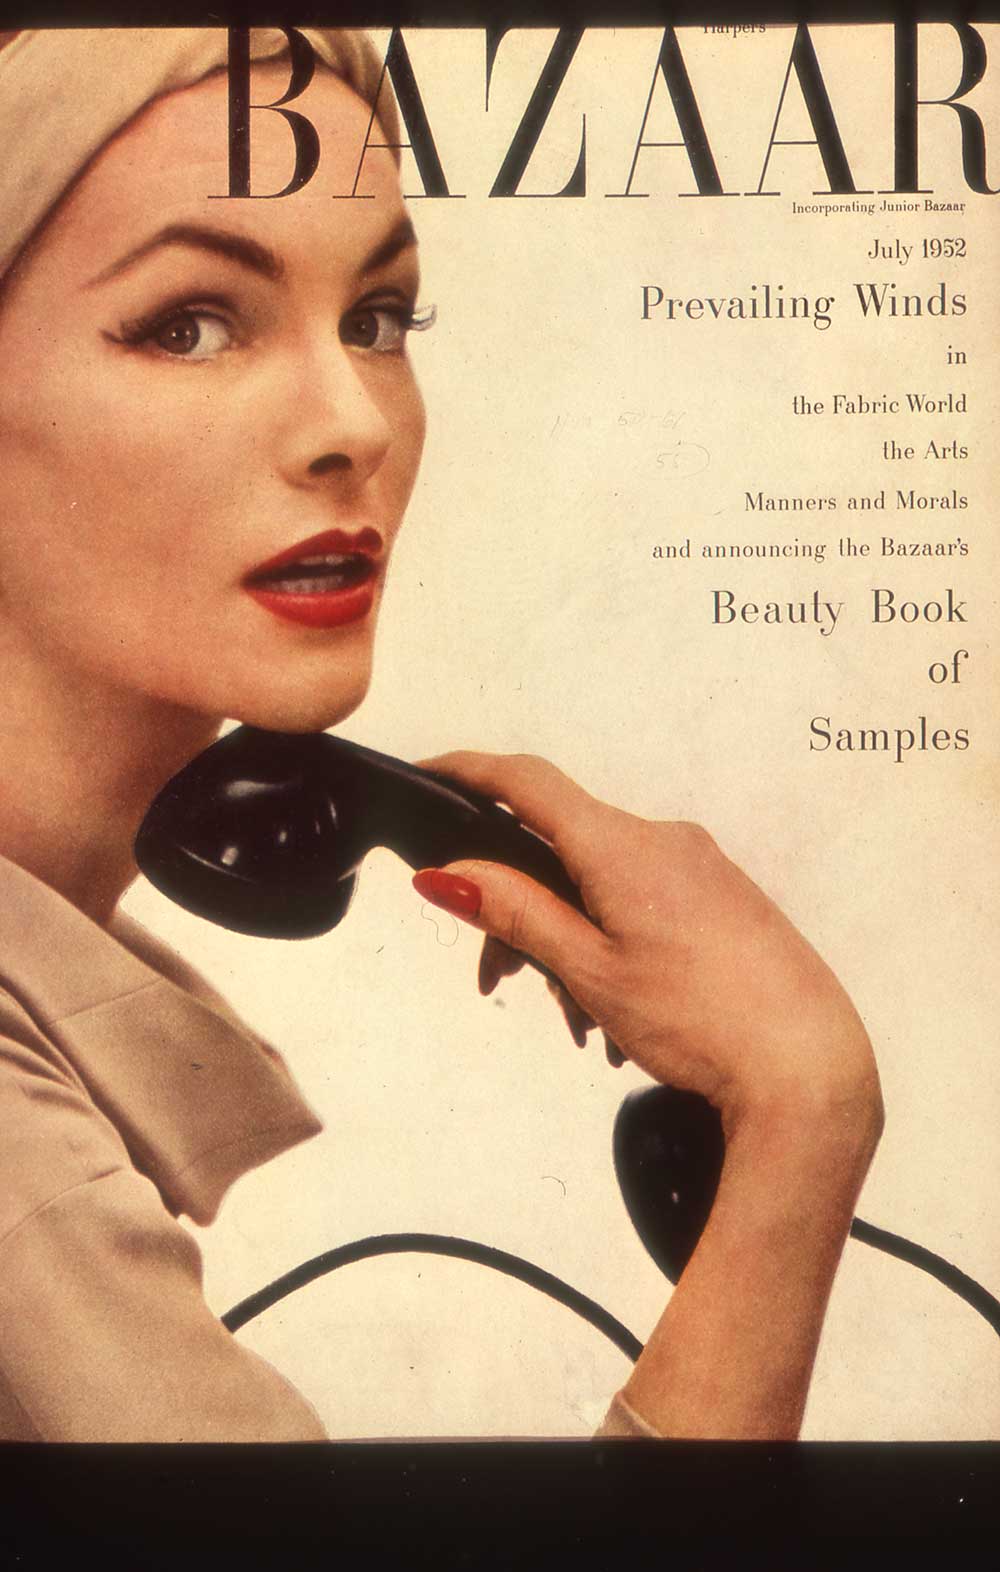 Harpers
BAZAAR
Incorporating Junior Bazaar
July 1952
Prevailing Winds
in
the Fabric World
the Arts
Manners and Morals
and announcing the Bazaar's
Beauty Book
of
Samples